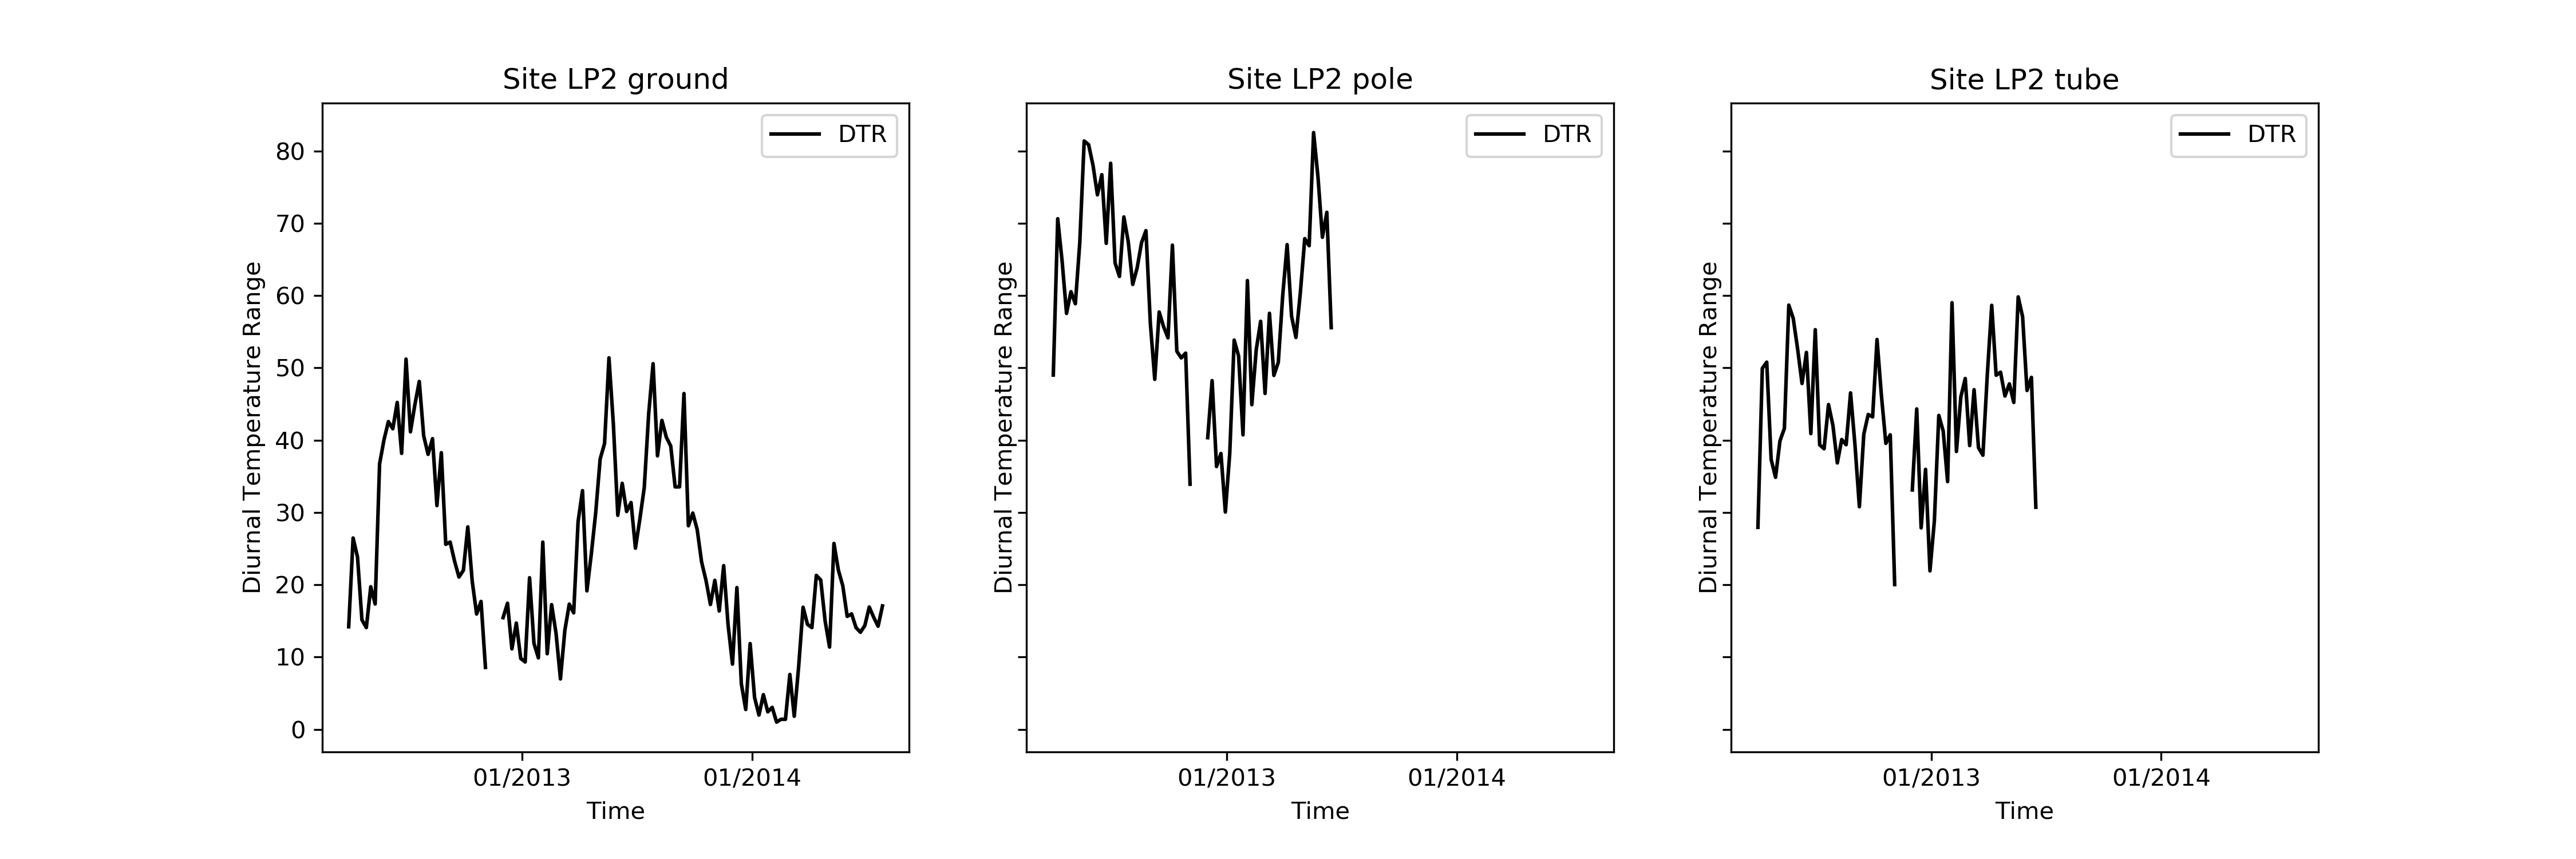 Site LP2 ground
DTR
80
70
60
50
40
30
20
10
0
Diurnal Temperature Range
01/2013
01/2014
Time
Site LP2 pole
DTR
Diurnal Temperature Range
01/2013
01/2014
Time
Site LP2 tube
DTR
Diurnal Temperature Range
01/2013
01/2014
Time